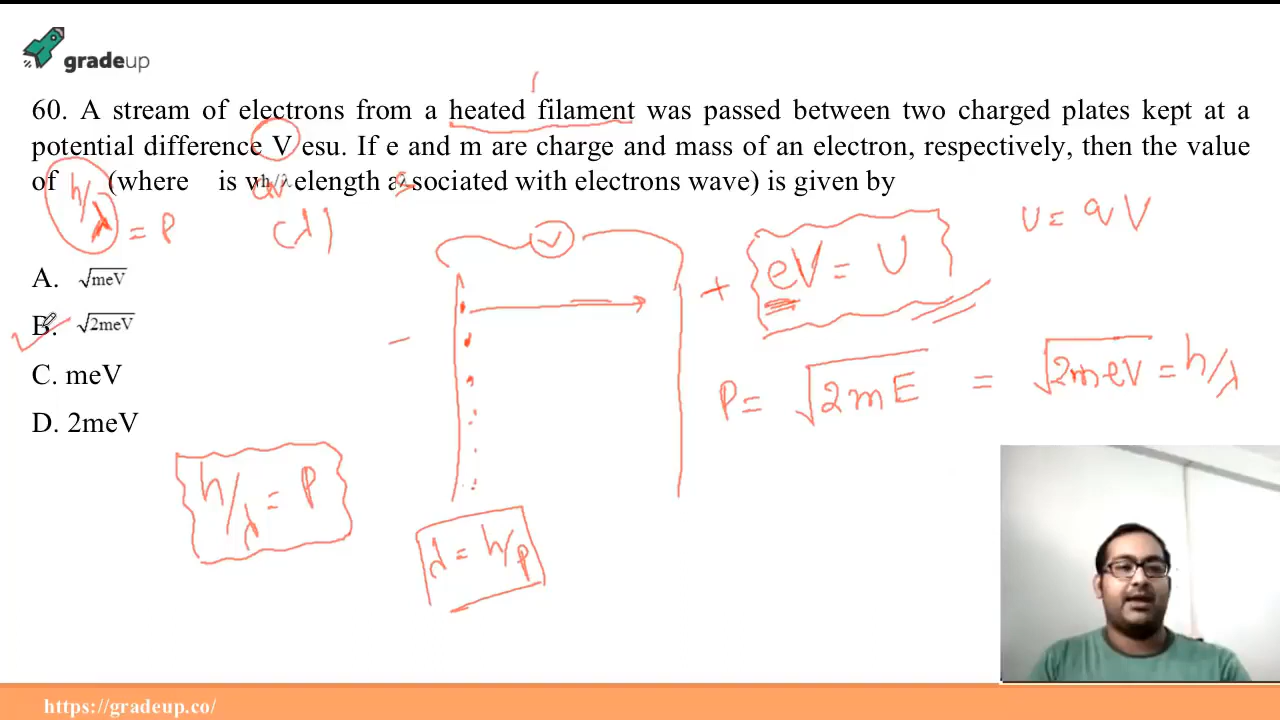 gradeup
60. A stream of electrons from a heated filament was passed between two charged plates kept at a
potential difference V esu. If e and m are charge and mass of an electron, respectively, then the value
of h/λ (where is wavelength associated with electrons wave) is given by
h/λ = P
(λ)
V
+
eV = U
U = qV
A. √meV
B. √2meV
−
C. meV
P = √2mE = √2meV = h/λ
D. 2meV
h/λ = P
λ = h/P
https://gradeup.co/